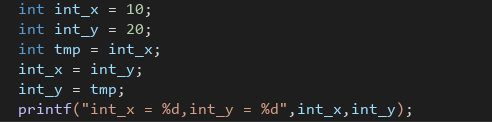 int int_x = 10;
int int_y = 20;
int tmp = int_x;
int_x = int_y;
int_y = tmp;
printf("int_x = %d,int_y = %d",int_x,int_y);